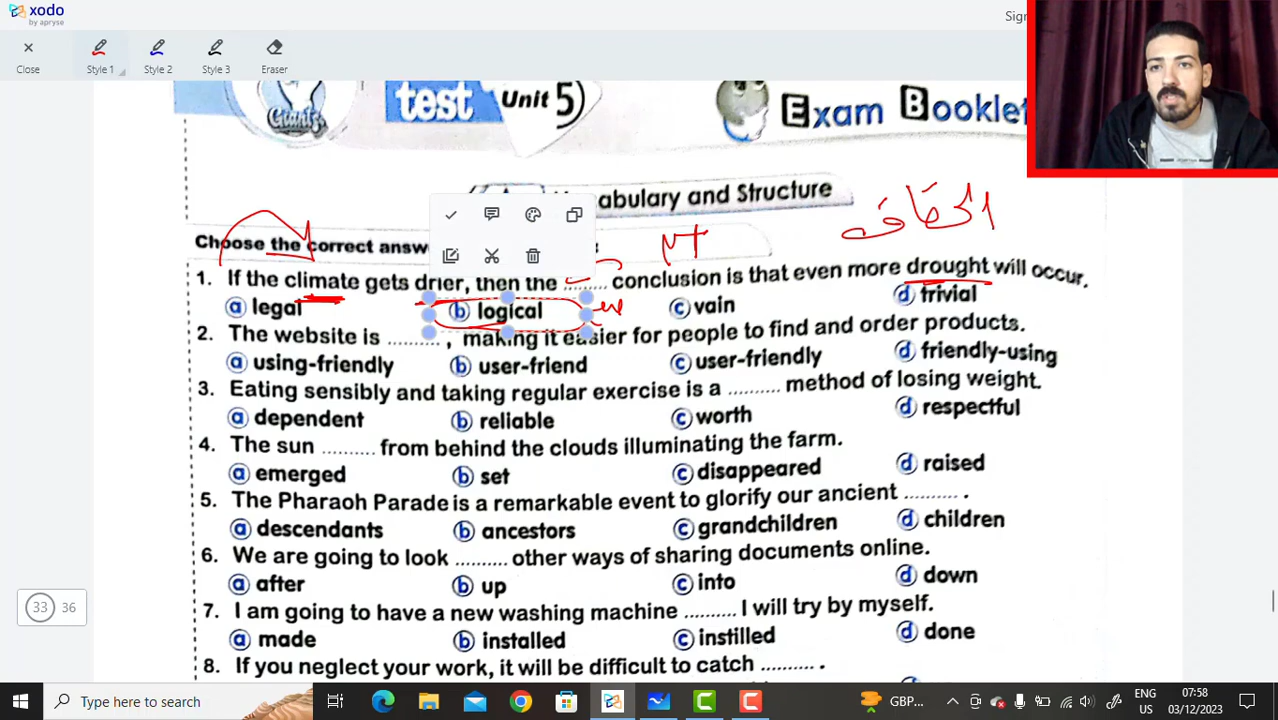 xodo
by apryse
Sign
Close
Style 1
Style 2
Style 3
Eraser
Giants
test
Unit 5
Exam Booklet
abulary and Structure
الجفاف
Choose the correct answ
1. If the climate gets drier, then the ......... conclusion is that even more drought will occur.
a legal b logical c vain d trivial
2. The website is ......... , making it easier for people to find and order products.
a using-friendly b user-friend c user-friendly d friendly-using
3. Eating sensibly and taking regular exercise is a ......... method of losing weight.
a dependent b reliable c worth d respectful
4. The sun ......... from behind the clouds illuminating the farm.
a emerged b set c disappeared d raised
5. The Pharaoh Parade is a remarkable event to glorify our ancient ......... .
a descendants b ancestors c grandchildren d children
6. We are going to look ......... other ways of sharing documents online.
a after b up c into d down
7. I am going to have a new washing machine ......... I will try by myself.
a made b installed c instilled d done
8. If you neglect your work, it will be difficult to catch ......... .
33 36
Type here to search
GBP...
ENG
US
07:58
03/12/2023